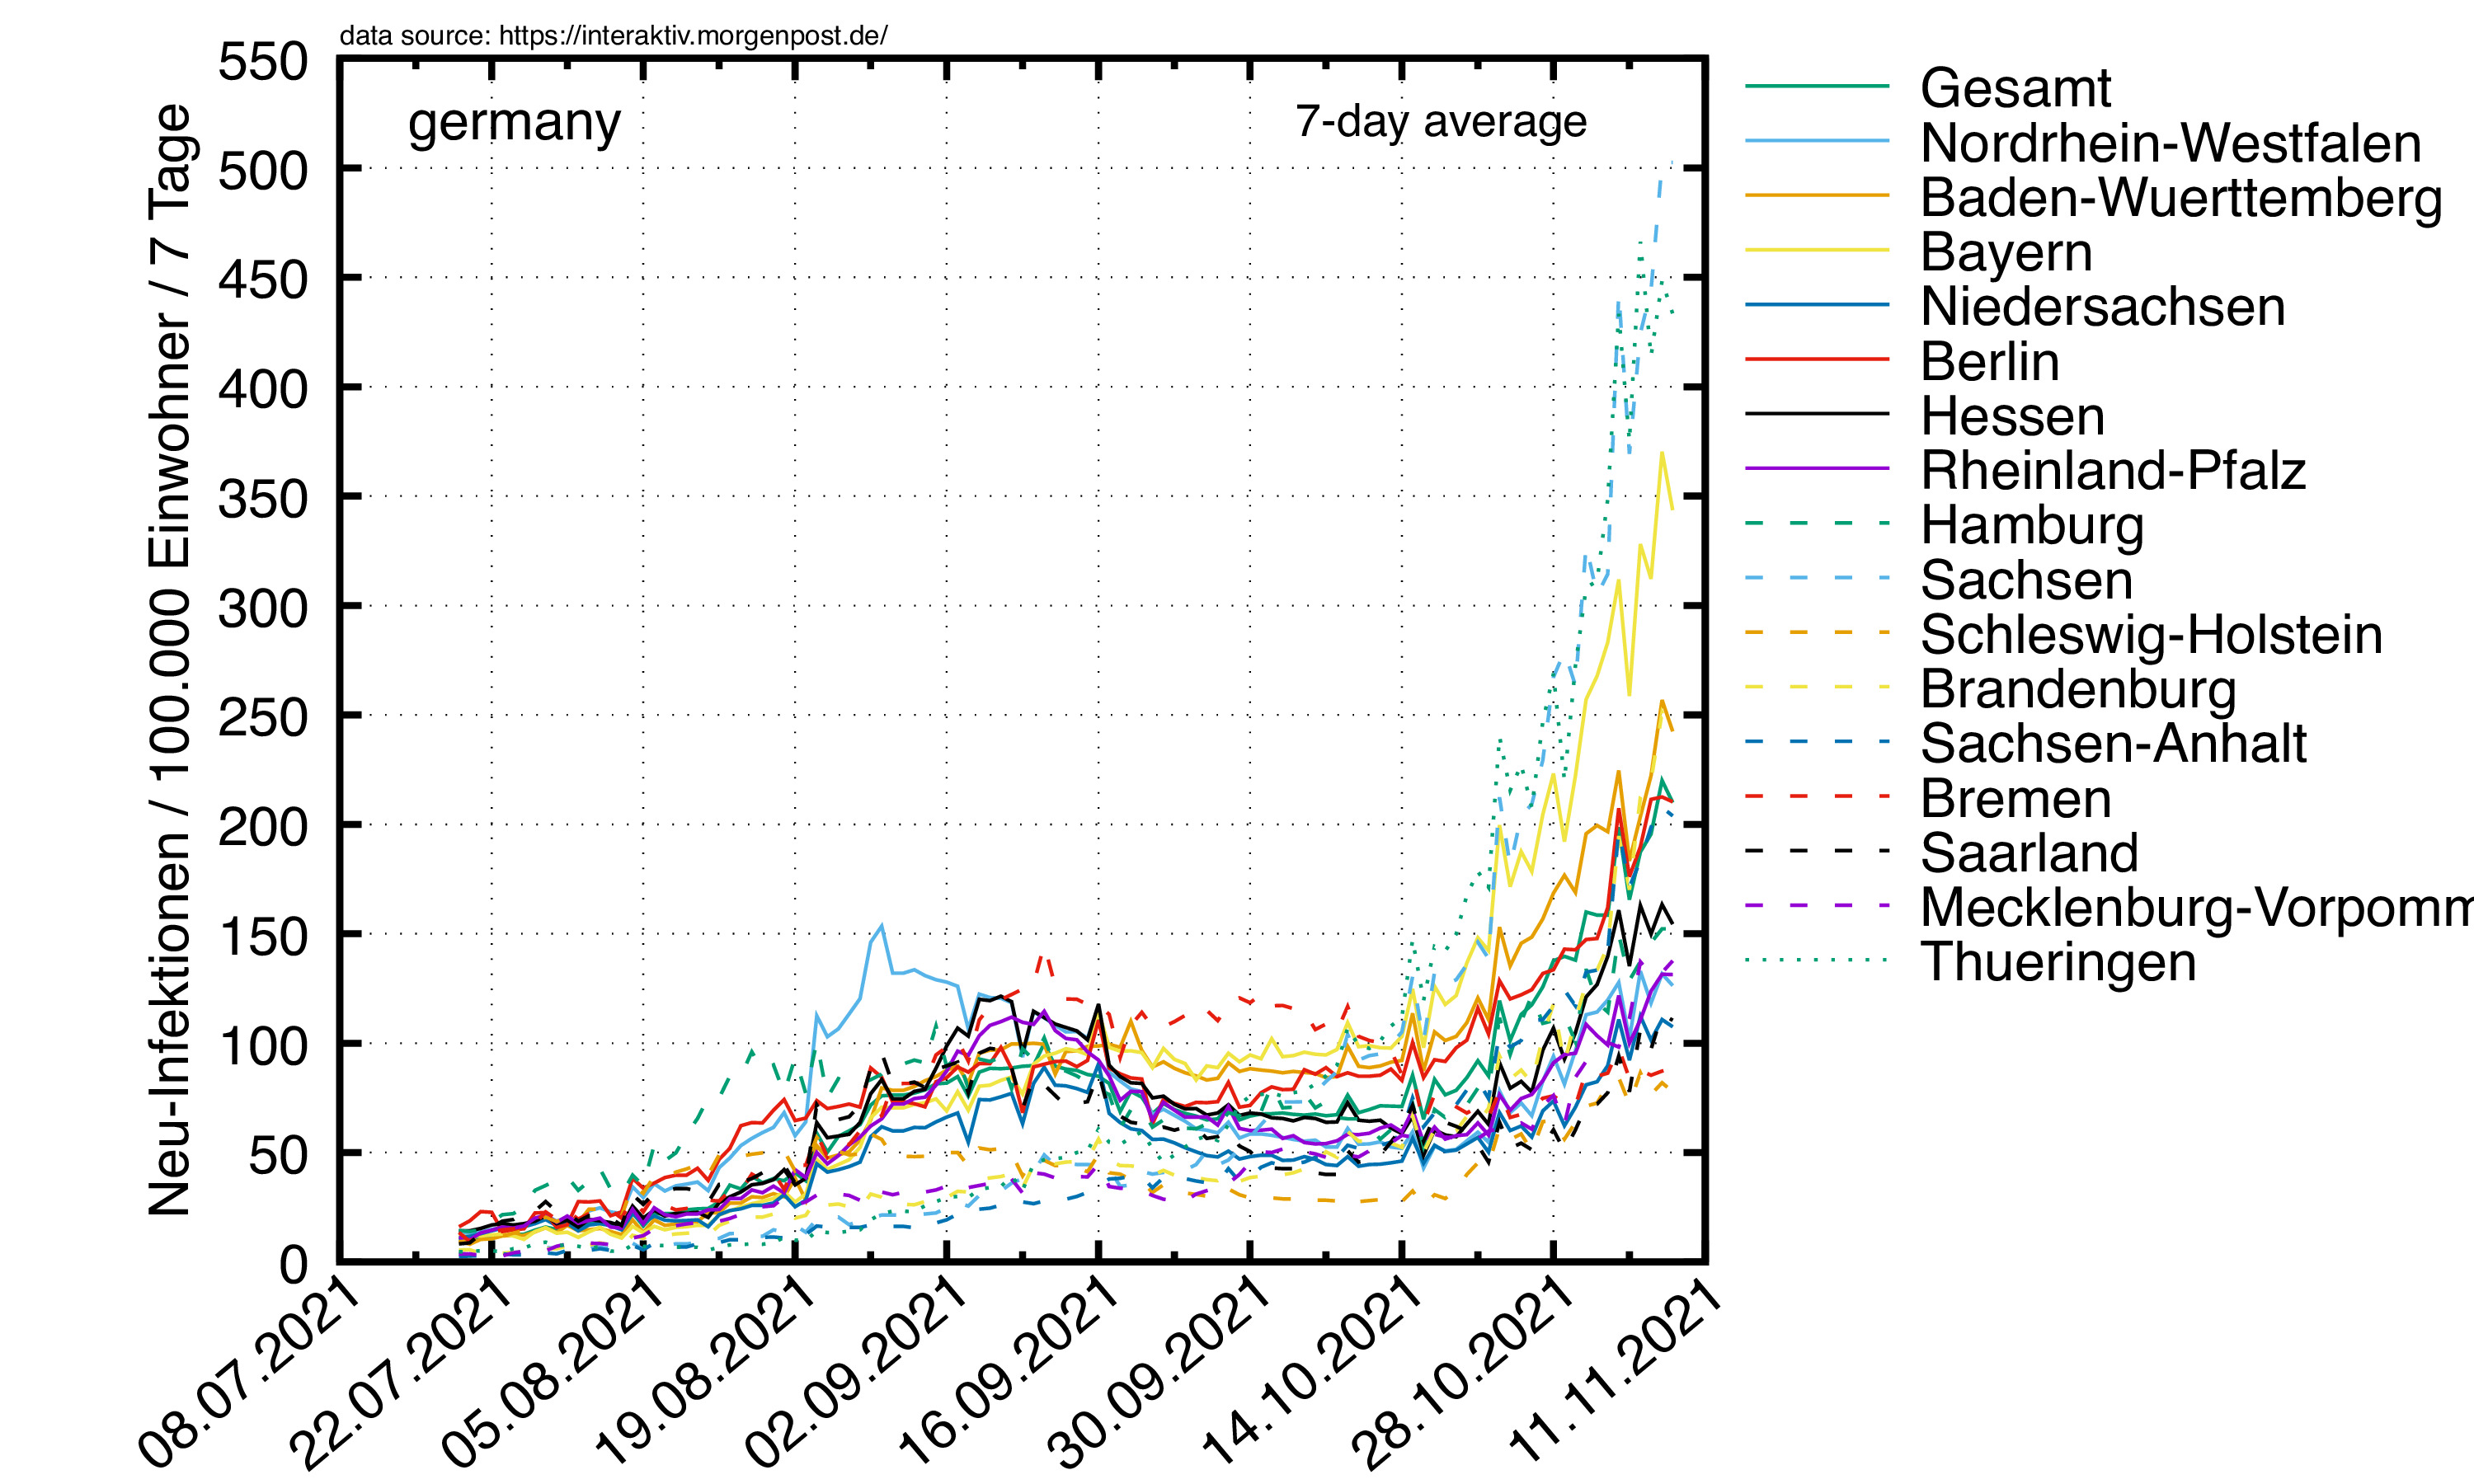 data source: https://interaktiv.morgenpost.de/
germany
7-day average
Neu-Infektionen / 100.000 Einwohner / 7 Tage
550
500
450
400
350
300
250
200
150
100
50
0
08.07.2021
22.07.2021
05.08.2021
19.08.2021
02.09.2021
16.09.2021
30.09.2021
14.10.2021
28.10.2021
11.11.2021
Gesamt
Nordrhein-Westfalen
Baden-Wuerttemberg
Bayern
Niedersachsen
Berlin
Hessen
Rheinland-Pfalz
Hamburg
Sachsen
Schleswig-Holstein
Brandenburg
Sachsen-Anhalt
Bremen
Saarland
Mecklenburg-Vorpomm
Thueringen